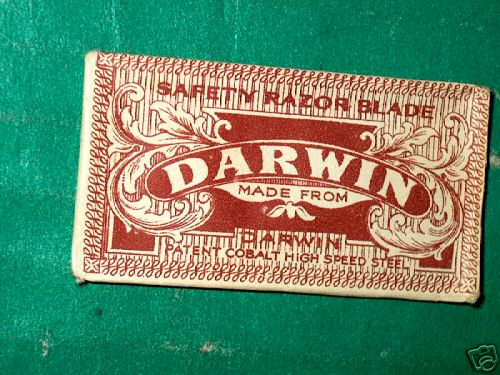 SAFETY RAZOR BLADE
DARWIN
MADE FROM
DARWIN
PATENT COBALT HIGH SPEED STEEL